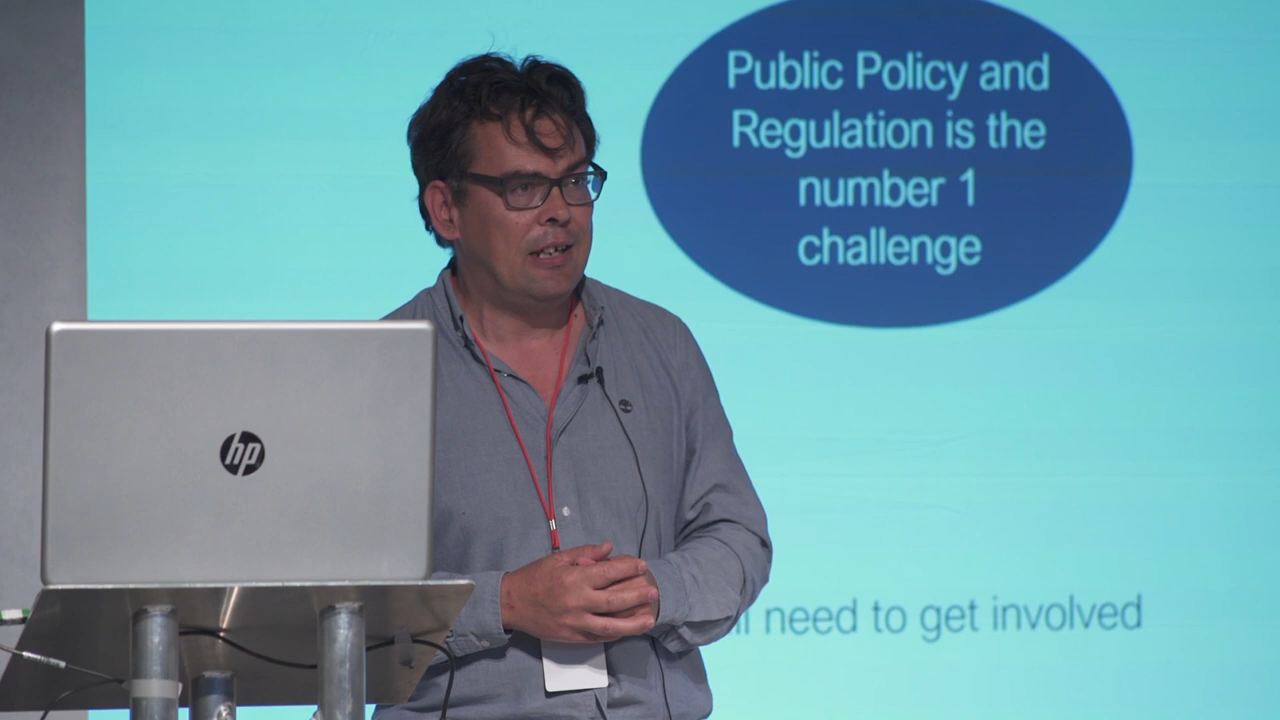 Public Policy and
Regulation is the
number 1
challenge
hp
need to get involved